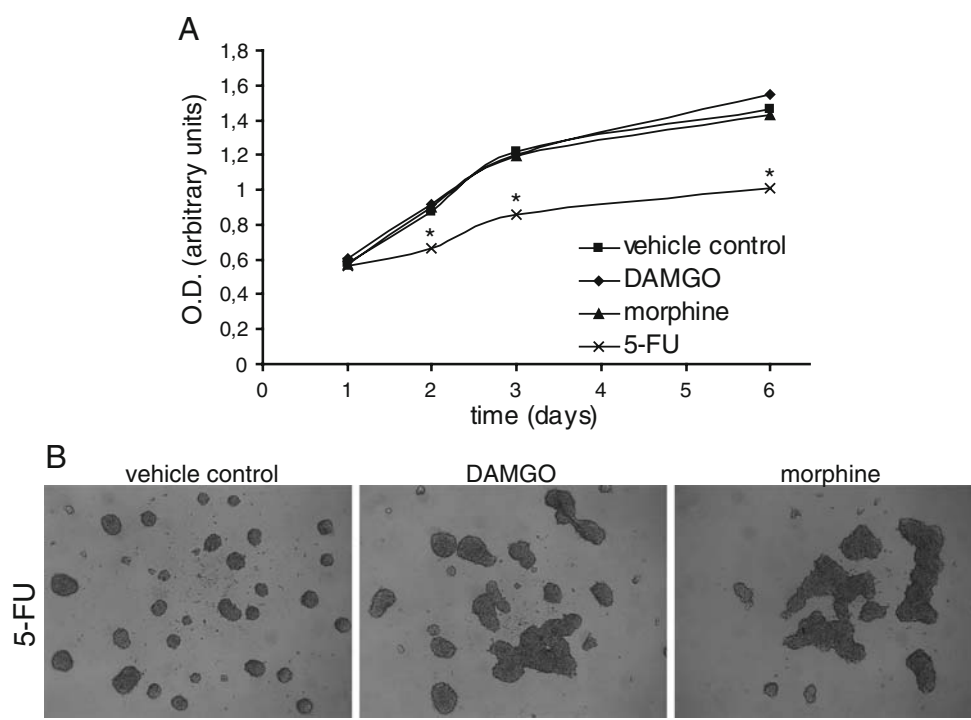 A
1,8
1,6
1,4
1,2
1
0,8
0,6
0,4
0,2
0
O.D. (arbitrary units)
* * *
vehicle control
DAMGO
morphine
5-FU
0 1 2 3 4 5 6
time (days)
B
vehicle control DAMGO morphine
5-FU